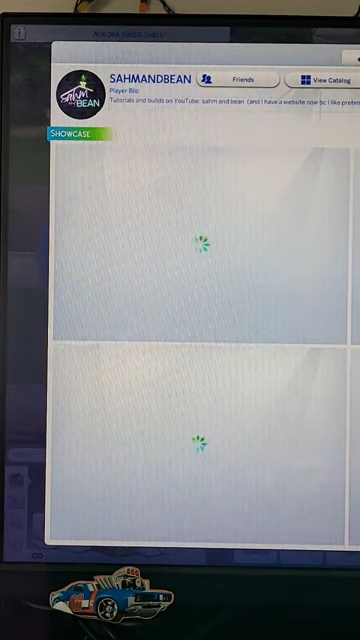 SAHMANDBEAN
Friends
View Catalog
Player Bio:
Tutorials and builds on YouTube: sahm and bean (and I have a website now bc I like
Sahm
and BEAN
SHOWCASE